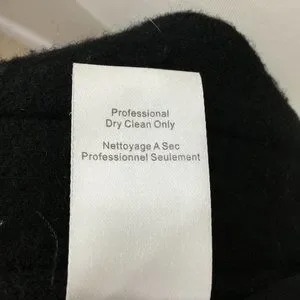 Professional
Dry Clean Only
Nettoyage A Sec
Professionnel Seulement